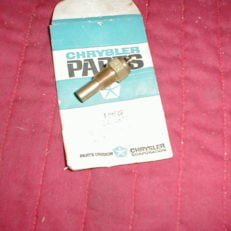 CHRYSLER
PARTS
PARTS DIVISION CHRYSLER
CORPORATION